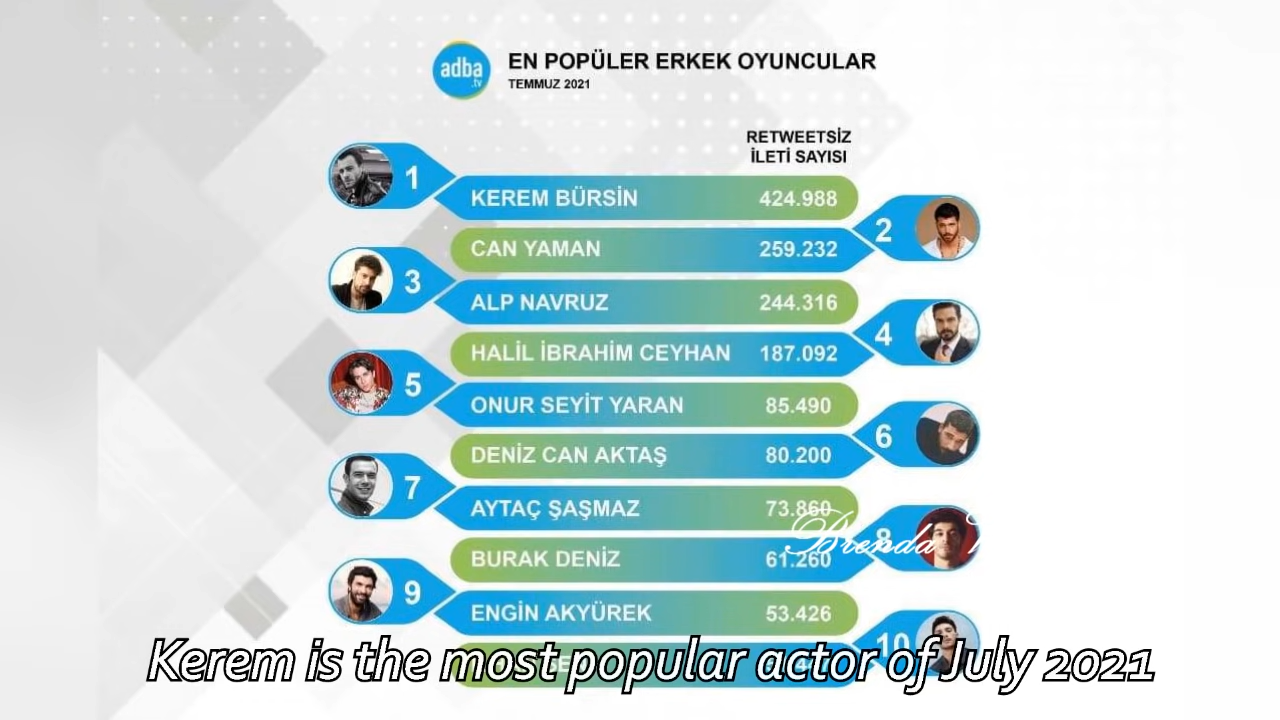 adba
.tv
EN POPÜLER ERKEK OYUNCULAR
TEMMUZ 2021
RETWEETSİZ
İLETİ SAYISI
1
KEREM BÜRSİN 424.988
2
CAN YAMAN 259.232
3
ALP NAVRUZ 244.316
4
HALİL İBRAHİM CEYHAN 187.092
5
ONUR SEYİT YARAN 85.490
6
DENİZ CAN AKTAŞ 80.200
7
AYTAÇ ŞAŞMAZ 73.860
Brenda
8
BURAK DENİZ 61.260
9
ENGİN AKYÜREK 53.426
10
Kerem is the most popular actor of July 2021